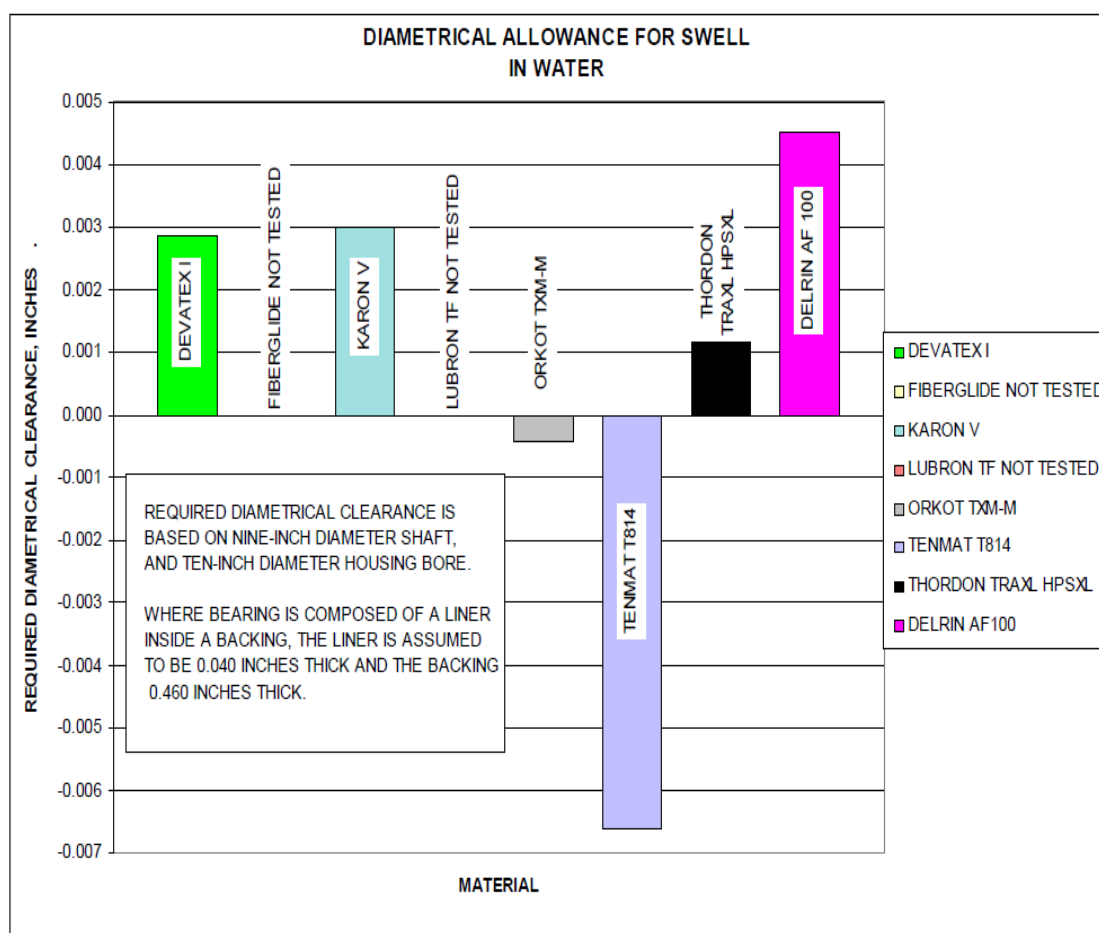 DIAMETRICAL ALLOWANCE FOR SWELL
IN WATER
REQUIRED DIAMETRICAL CLEARANCE, INCHES .
0.005
0.004
0.003
0.002
0.001
0.000
-0.001
-0.002
-0.003
-0.004
-0.005
-0.006
-0.007
DEVATEX I
FIBERGLIDE NOT TESTED
KARON V
LUBRON TF NOT TESTED
ORKOT TXM-M
TENMAT T814
THORDON
TRAXL HPSXL
DELRIN AF 100
REQUIRED DIAMETRICAL CLEARANCE IS
BASED ON NINE-INCH DIAMETER SHAFT,
AND TEN-INCH DIAMETER HOUSING BORE.
WHERE BEARING IS COMPOSED OF A LINER
INSIDE A BACKING, THE LINER IS ASSUMED
TO BE 0.040 INCHES THICK AND THE BACKING
0.460 INCHES THICK.
MATERIAL
DEVATEX I
FIBERGLIDE NOT TESTED
KARON V
LUBRON TF NOT TESTED
ORKOT TXM-M
TENMAT T814
THORDON TRAXL HPSXL
DELRIN AF100